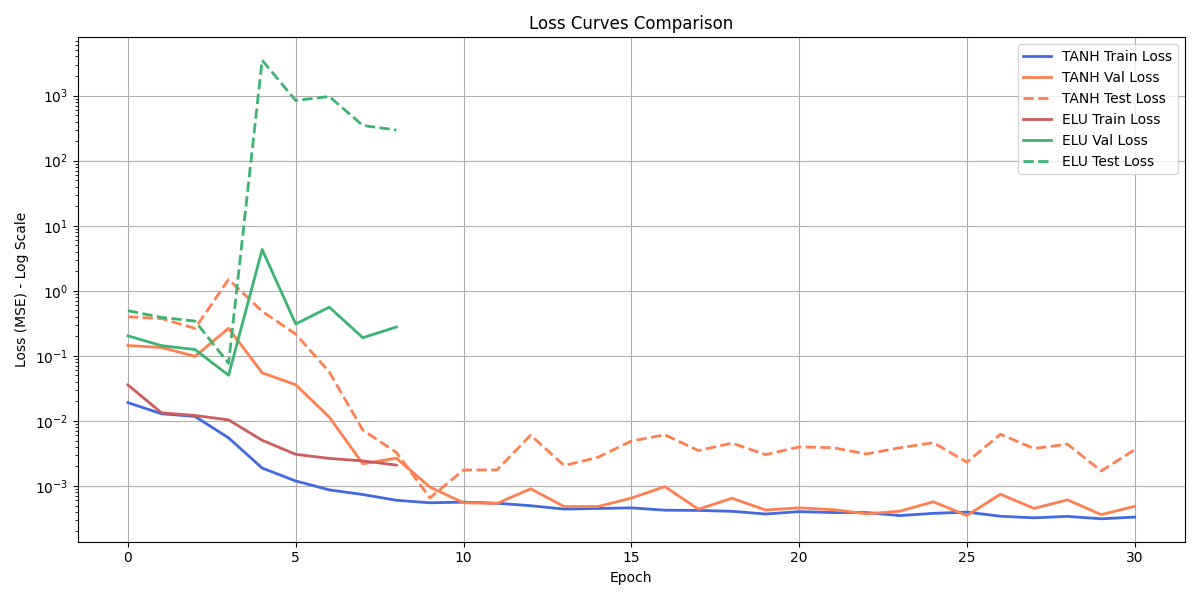 Loss Curves Comparison
Loss (MSE) - Log Scale
10³
10²
10¹
10⁰
10⁻¹
10⁻²
10⁻³
0 5 10 15 20 25 30
Epoch
TANH Train Loss
TANH Val Loss
TANH Test Loss
ELU Train Loss
ELU Val Loss
ELU Test Loss